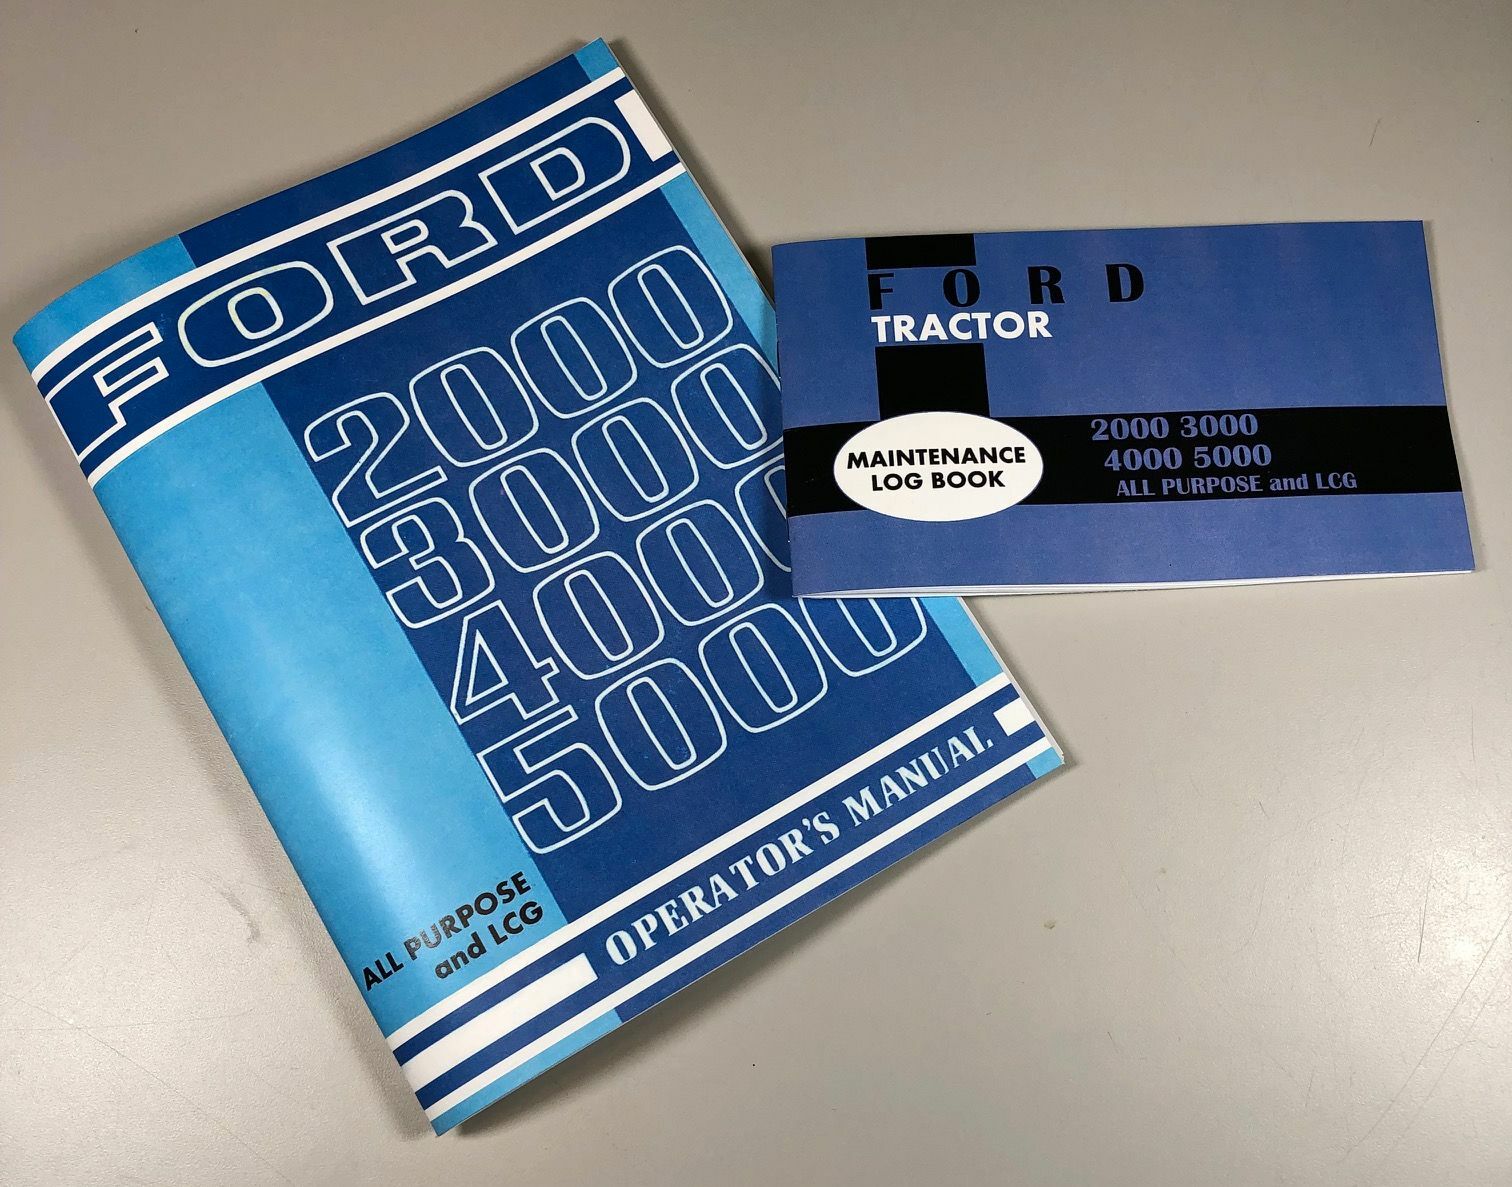 FORD
2000
3000
4000
5000
ALL PURPOSE
and LCG
OPERATOR'S MANUAL
FORD
TRACTOR
MAINTENANCE
LOG BOOK
2000 3000
4000 5000
ALL PURPOSE and LCG